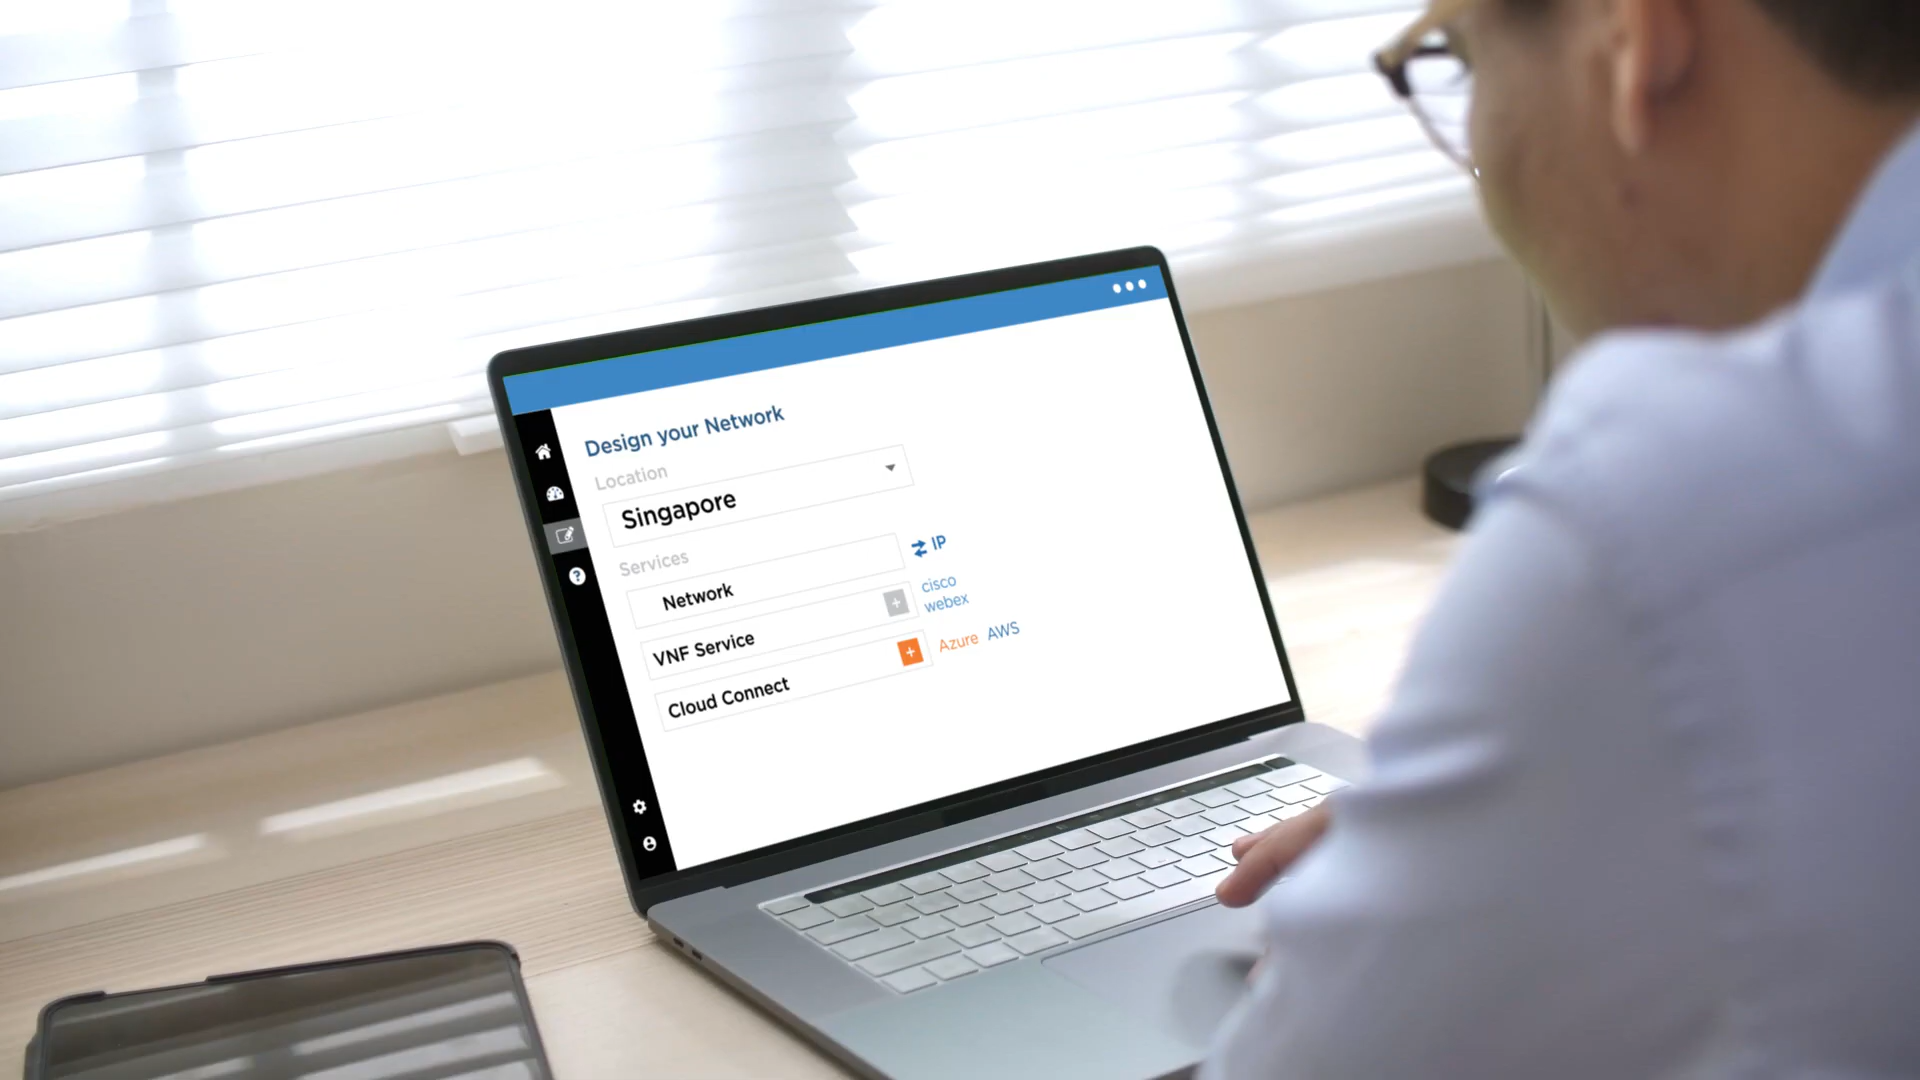 Design your Network
Location
Singapore
Services
Network
IP
VNF Service
+
cisco
webex
Cloud Connect
+
Azure AWS